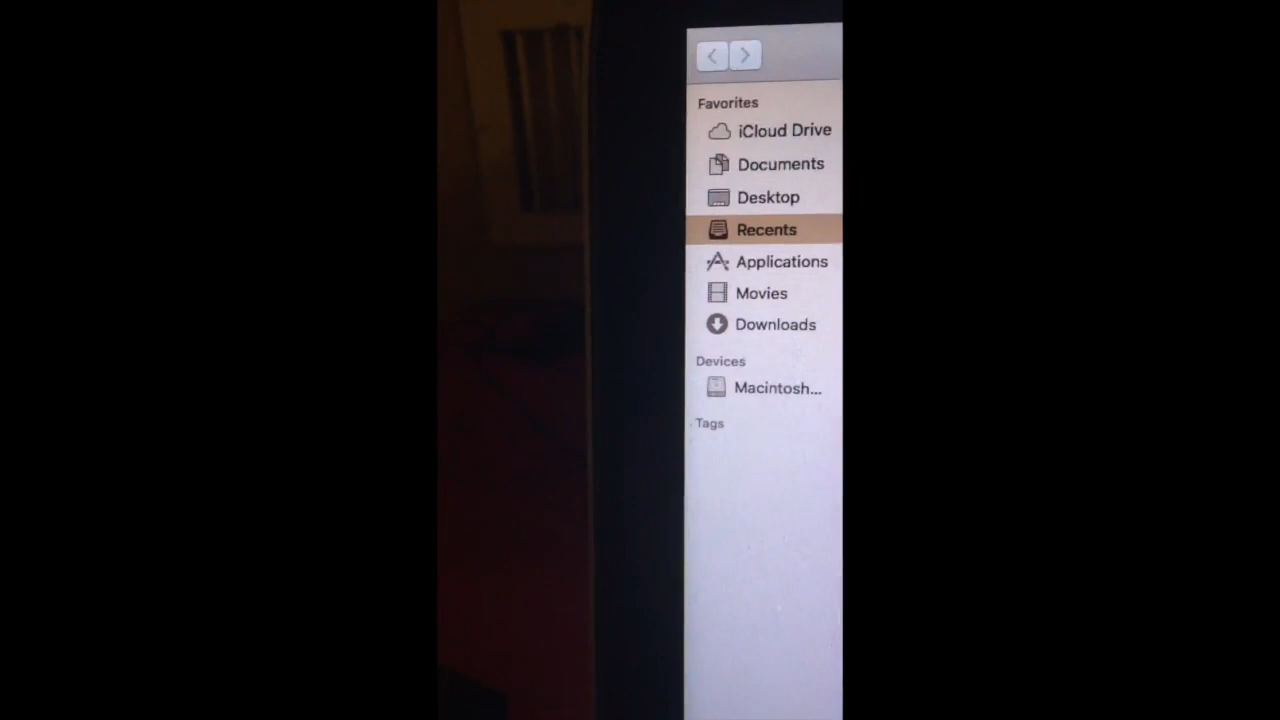 Favorites
iCloud Drive
Documents
Desktop
Recents
Applications
Movies
Downloads
Devices
Macintosh...
Tags